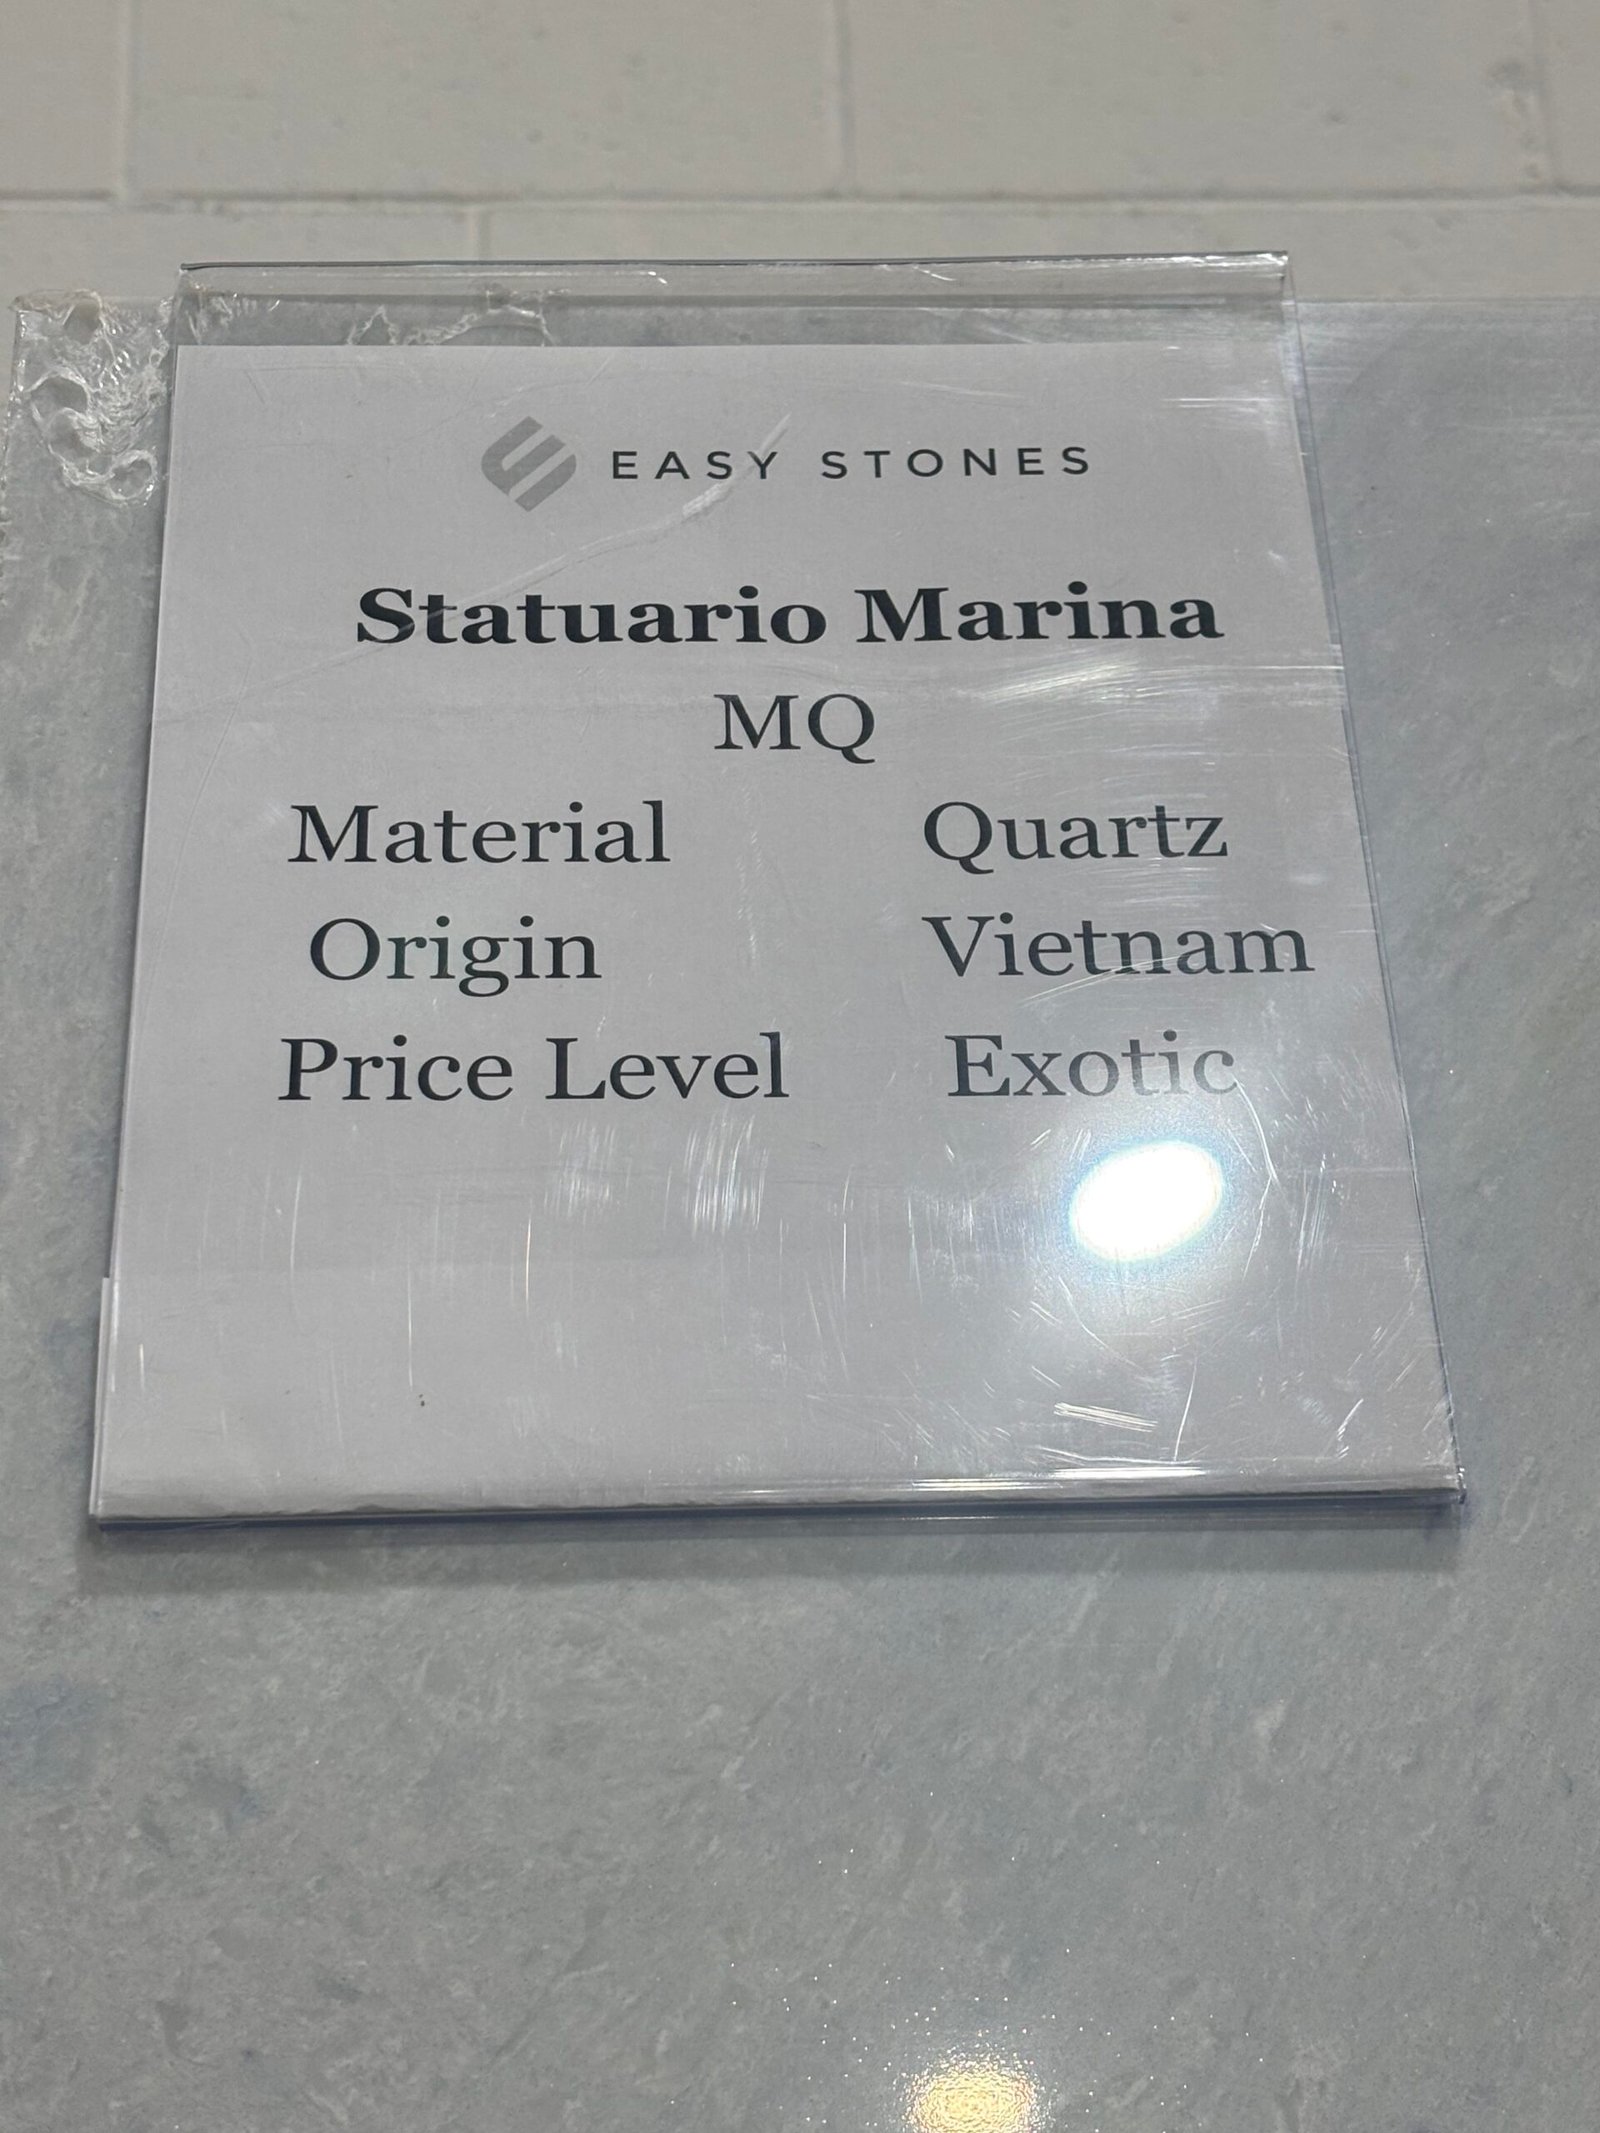 EASY STONES
Statuario Marina
MQ
Material Quartz
Origin Vietnam
Price Level Exotic